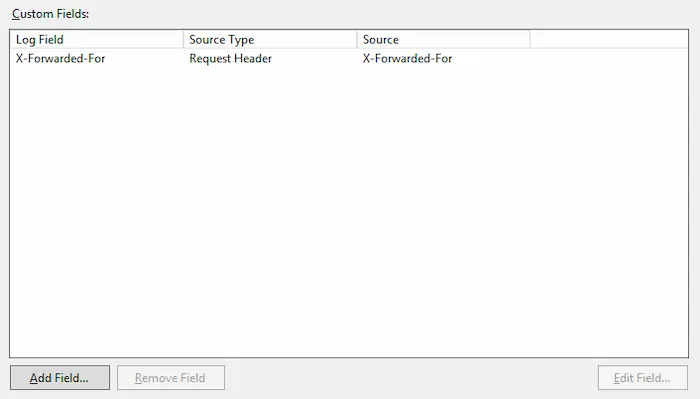 Custom Fields:
Log Field Source Type Source
X-Forwarded-For Request Header X-Forwarded-For
Add Field... Remove Field Edit Field...